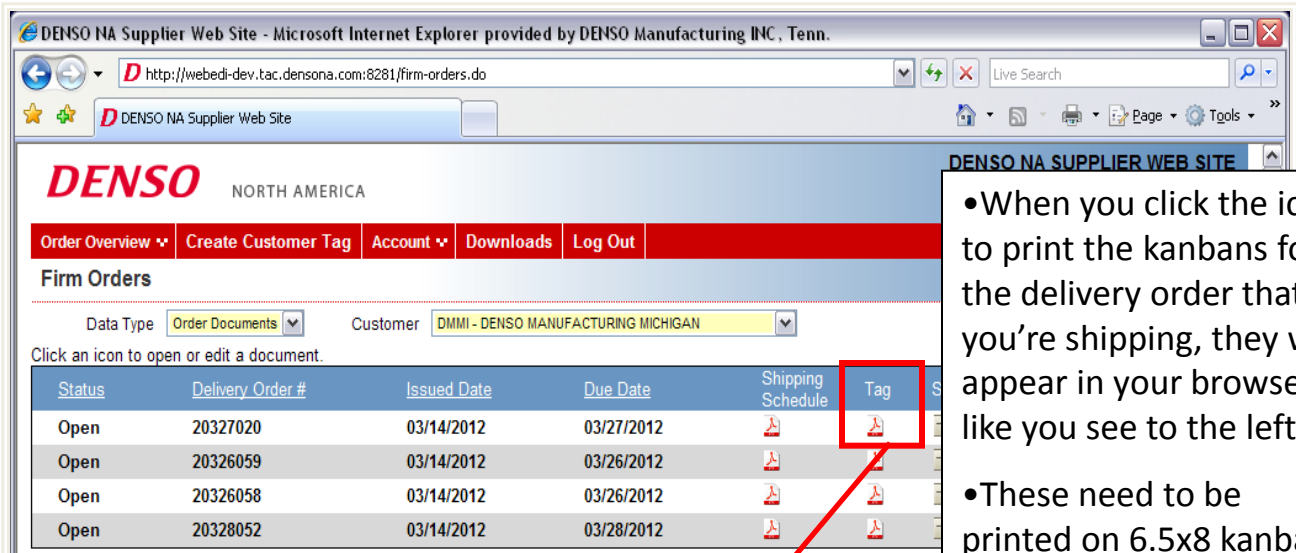 DENSO NA Supplier Web Site - Microsoft Internet Explorer provided by DENSO Manufacturing INC, Tenn.
D http://webedi-dev.tac.densona.com:8281/firm-orders.do
Live Search
D DENSO NA Supplier Web Site
Page Tools »
DENSO NORTH AMERICA
DENSO NA SUPPLIER WEB SITE
Order Overview Create Customer Tag Account Downloads Log Out
Firm Orders
Data Type Order Documents Customer DMMI - DENSO MANUFACTURING MICHIGAN
Click an icon to open or edit a document.
Status Delivery Order # Issued Date Due Date Shipping Schedule Tag
Open 20327020 03/14/2012 03/27/2012
Open 20326059 03/14/2012 03/26/2012
Open 20326058 03/14/2012 03/26/2012
Open 20328052 03/14/2012 03/28/2012
•When you click the
to print the kanbans
the delivery order that
you're shipping, they
appear in your
like you see to the left
•These need to be
printed on 6.5x8